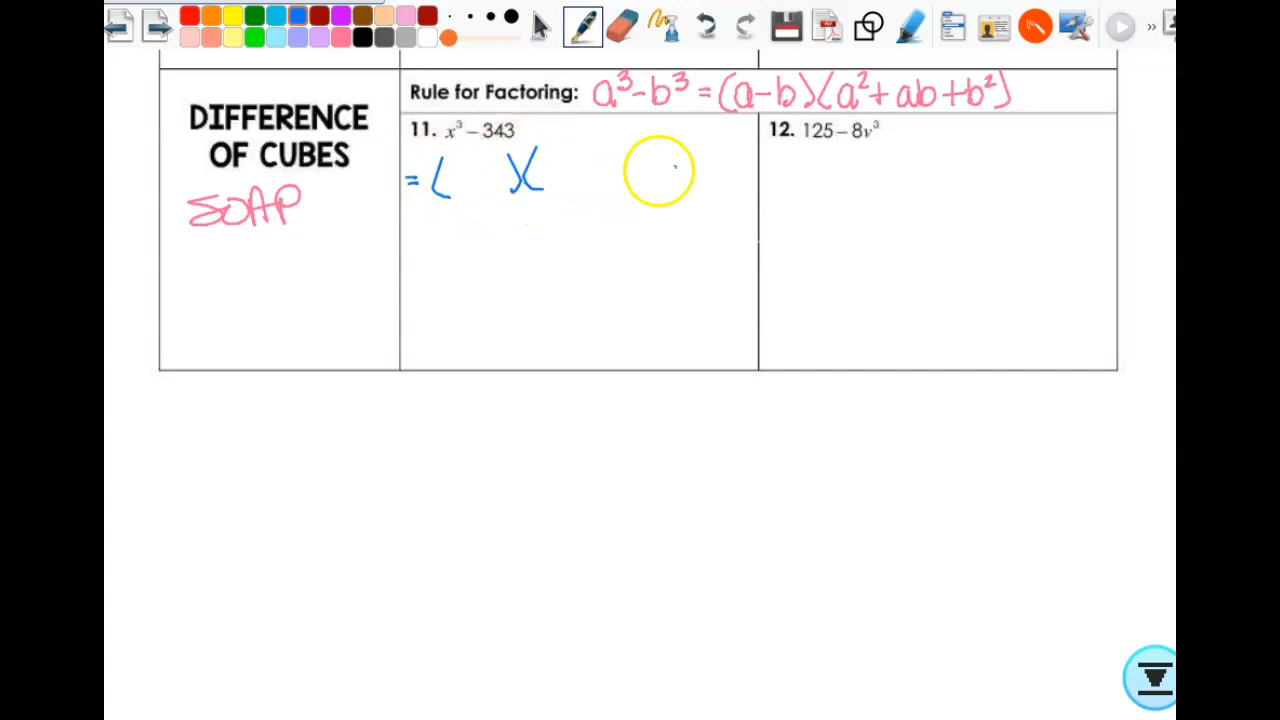 DIFFERENCE
OF CUBES
SOAP
Rule for Factoring: a³-b³=(a-b)(a²+ab+b²)
11. x³ – 343
= ( )(
12. 125 – 8v³